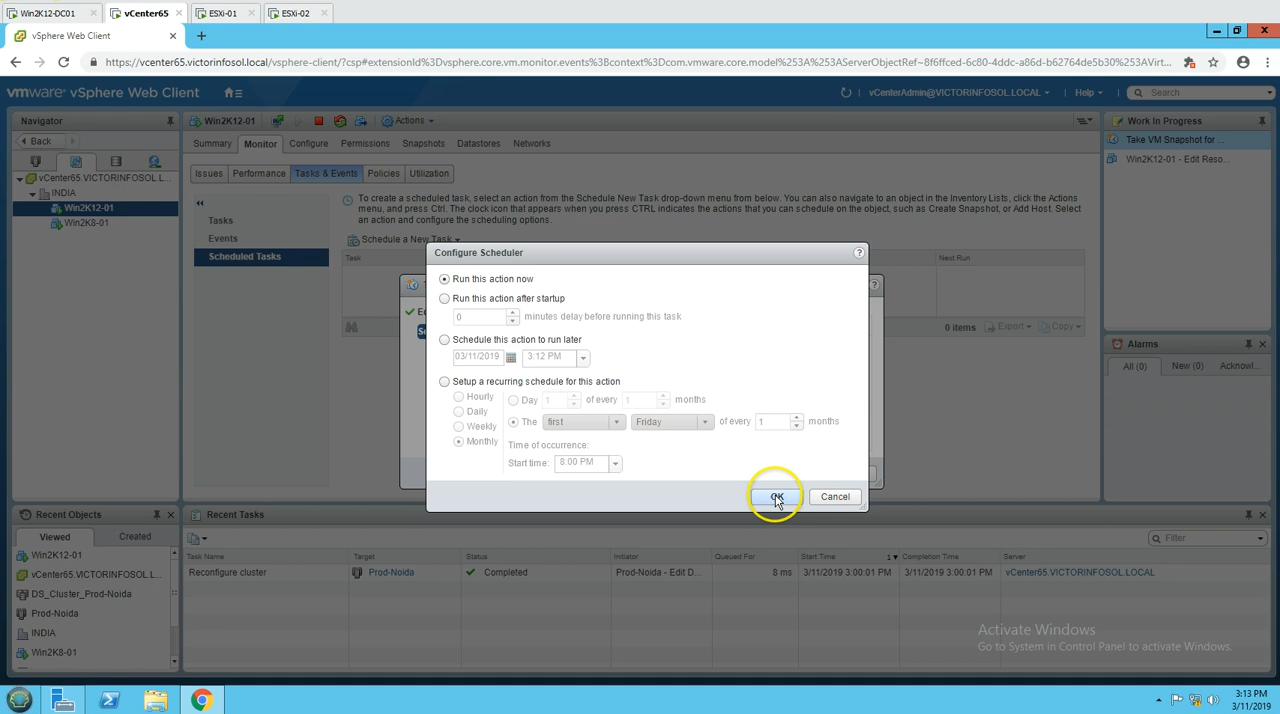 Win2K12-DC01
vCenter65
ESXi-01
ESXi-02
vSphere Web Client
https://vcenter65.victorinfosol.local/vsphere-client/?csp#extensionId%3Dvsphere.core.vm.monitor.events%3Bcontext%3Dcom.vmware.core.model%253A%253AServerObjectRef~8f6ffced-6c80-4ddc-a86d-b62764de5b30%253AVirt...
vmware® vSphere Web Client
vCenterAdmin@VICTORINFOSOL.LOCAL
Help
Search
Navigator
Back
vCenter65.VICTORINFOSOL.L...
INDIA
Win2K12-01
Win2K8-01
Win2K12-01
Actions
Summary
Monitor
Configure
Permissions
Snapshots
Datastores
Networks
Issues
Performance
Tasks & Events
Policies
Utilization
Tasks
Events
Scheduled Tasks
To create a scheduled task, select an action from the Schedule New Task drop-down menu from below. You can also navigate to an object in the Inventory Lists, click the Actions
menu, and press Ctrl. The clock icon that appears when you press CTRL indicates the actions that you can schedule on the object, such as Create Snapshot, or Add Host. Select
an action and configure the scheduling options.
Schedule a New Task
Task
Next Run
0 items
Export
Copy
Configure Scheduler
Run this action now
Run this action after startup
0 minutes delay before running this task
Schedule this action to run later
03/11/2019 3:12 PM
Setup a recurring schedule for this action
Hourly
Daily
Weekly
Monthly
Day 1 of every 1 months
The first Friday of every 1 months
Time of occurrence:
Start time: 8:00 PM
OK
Cancel
Work In Progress
Take VM Snapshot for ...
Win2K12-01 - Edit Reso...
Alarms
All (0)
New (0)
Acknowl...
Recent Objects
Viewed
Created
Win2K12-01
vCenter65.VICTORINFOSOL.L...
DS_Cluster_Prod-Noida
Prod-Noida
INDIA
Win2K8-01
Recent Tasks
Filter
Task Name
Target
Status
Initiator
Queued For
Start Time
1
Completion Time
Server
Reconfigure cluster
Prod-Noida
Completed
Prod-Noida - Edit D...
8 ms
3/11/2019 3:00:01 PM
3/11/2019 3:00:01 PM
vCenter65.VICTORINFOSOL.LOCAL
Activate Windows
Go to System in Control Panel to activate Windows.
3:13 PM
3/11/2019